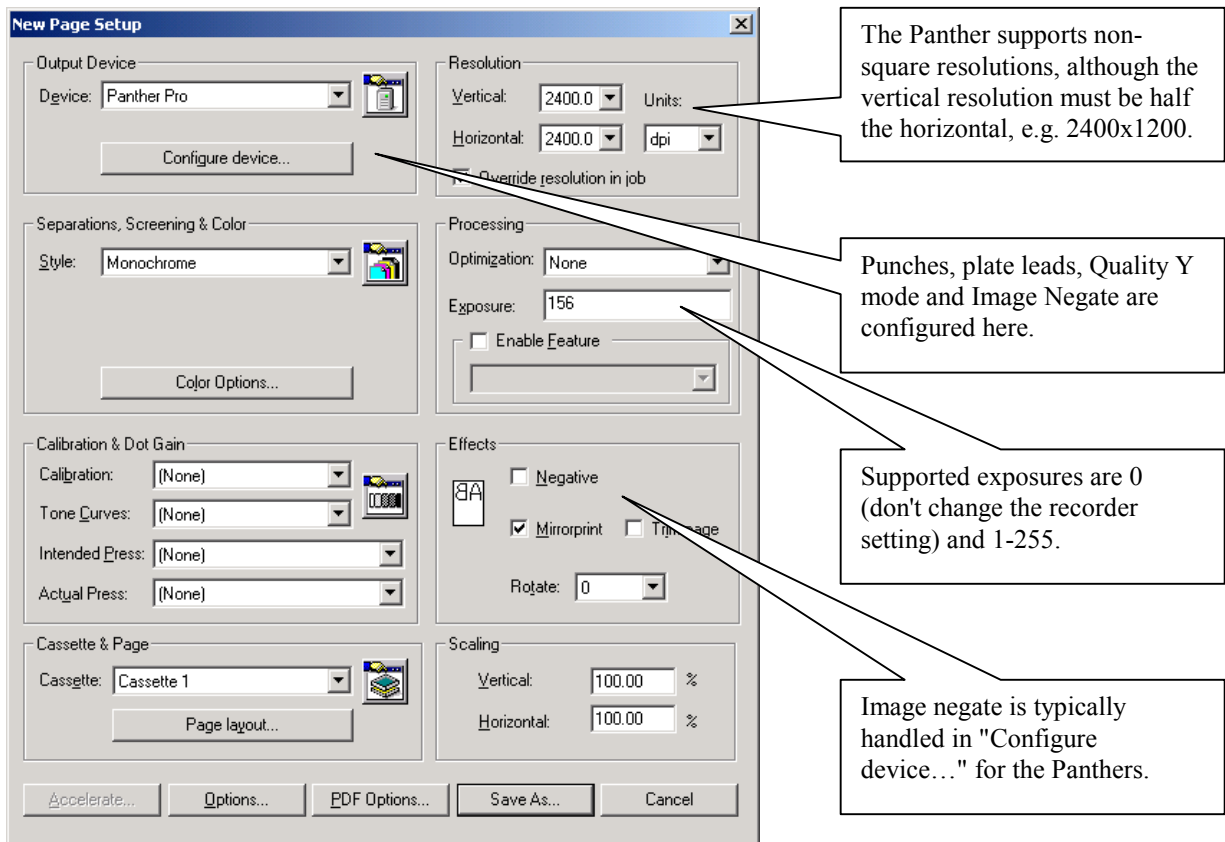 New Page Setup
Output Device
Device: Panther Pro
Configure device...
Resolution
Vertical: 2400.0 Units:
Horizontal: 2400.0 dpi
Override resolution in job
Separations, Screening & Color
Style: Monochrome
Color Options...
Processing
Optimization: None
Exposure: 156
Enable Feature
Calibration & Dot Gain
Calibration: (None)
Tone Curves: (None)
Intended Press: (None)
Actual Press: (None)
Effects
Negative
Mirrorprint
Rotate: 0
Cassette & Page
Cassette: Cassette 1
Page layout...
Scaling
Vertical: 100.00 %
Horizontal: 100.00 %
Accelerate... Options... PDF Options... Save As... Cancel
The Panther supports non-
square resolutions, although the
vertical resolution must be half
the horizontal, e.g. 2400x1200.
Punches, plate leads, Quality Y
mode and Image Negate are
configured here.
Supported exposures are 0
(don't change the recorder
setting) and 1-255.
Image negate is typically
handled in "Configure
device…" for the Panthers.